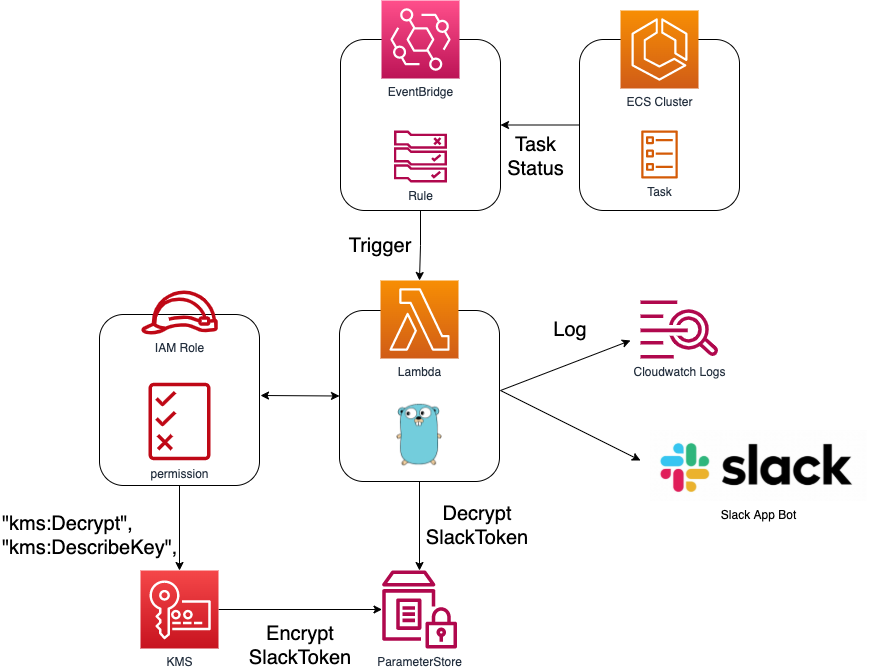 EventBridge
ECS Cluster
Task
Status
Rule
Task
Trigger
IAM Role
Lambda
Log
Cloudwatch Logs
permission
slack
Slack App Bot
"kms:Decrypt",
"kms:DescribeKey",
Decrypt
SlackToken
Encrypt
SlackToken
KMS
ParameterStore